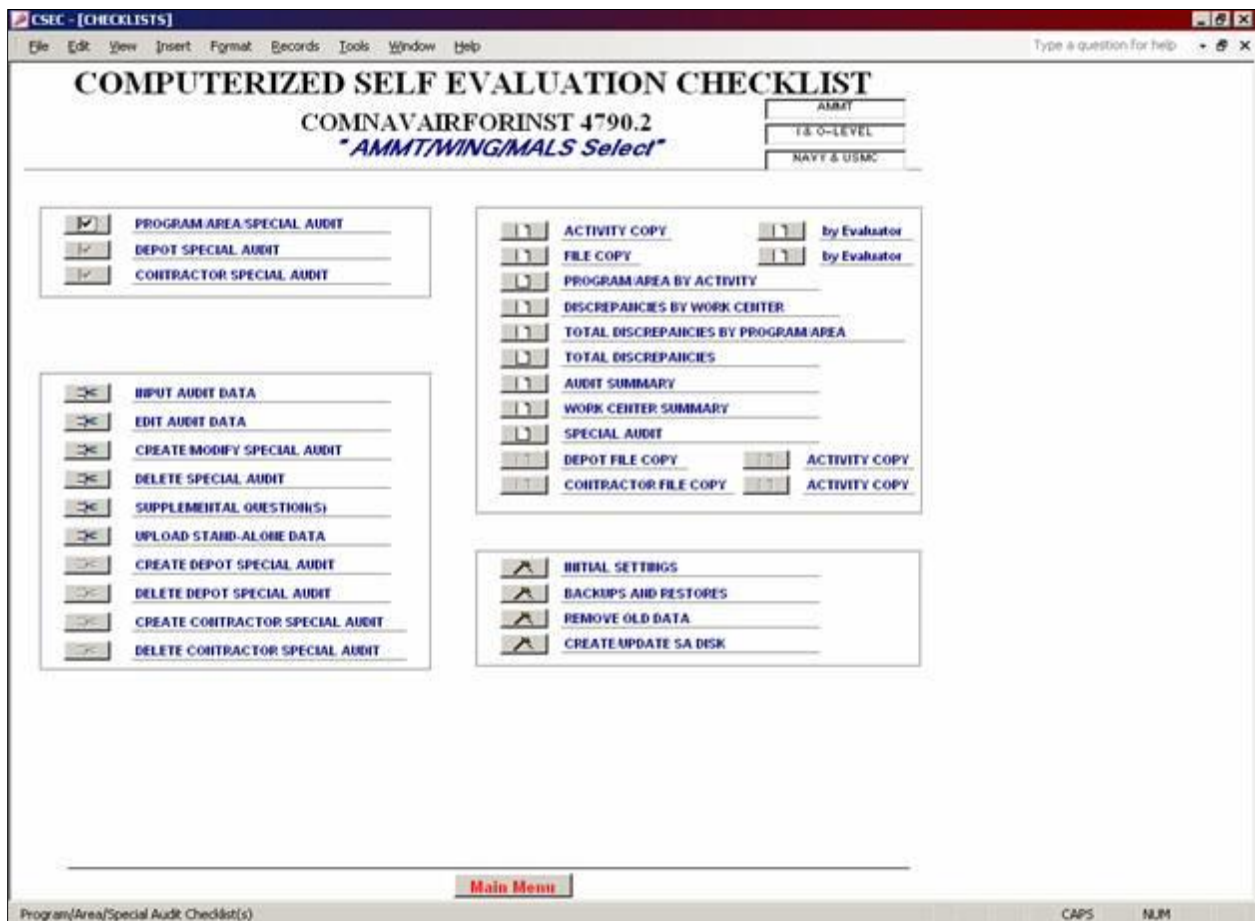 CSEC - [CHECKLISTS]
File Edit View Insert Format Records Tools Window Help Type a question for help
COMPUTERIZED SELF EVALUATION CHECKLIST
COMNAVAIRFORINST 4790.2
"AMMT/WING/MALS Select"
AMMT
I & O-LEVEL
NAVY & USMC
PROGRAM/AREA/SPECIAL AUDIT
DEPOT SPECIAL AUDIT
CONTRACTOR SPECIAL AUDIT
INPUT AUDIT DATA
EDIT AUDIT DATA
CREATE MODIFY SPECIAL AUDIT
DELETE SPECIAL AUDIT
SUPPLEMENTAL QUESTION(S)
UPLOAD STAND-ALONE DATA
CREATE DEPOT SPECIAL AUDIT
DELETE DEPOT SPECIAL AUDIT
CREATE CONTRACTOR SPECIAL AUDIT
DELETE CONTRACTOR SPECIAL AUDIT
ACTIVITY COPY by Evaluator
FILE COPY by Evaluator
PROGRAM/AREA BY ACTIVITY
DISCREPANCIES BY WORK CENTER
TOTAL DISCREPANCIES BY PROGRAM/AREA
TOTAL DISCREPANCIES
AUDIT SUMMARY
WORK CENTER SUMMARY
SPECIAL AUDIT
DEPOT FILE COPY ACTIVITY COPY
CONTRACTOR FILE COPY ACTIVITY COPY
INITIAL SETTINGS
BACKUPS AND RESTORES
REMOVE OLD DATA
CREATE/UPDATE SA DISK
Main Menu
Program/Area/Special Audit Checklist(s) CAPS NUM